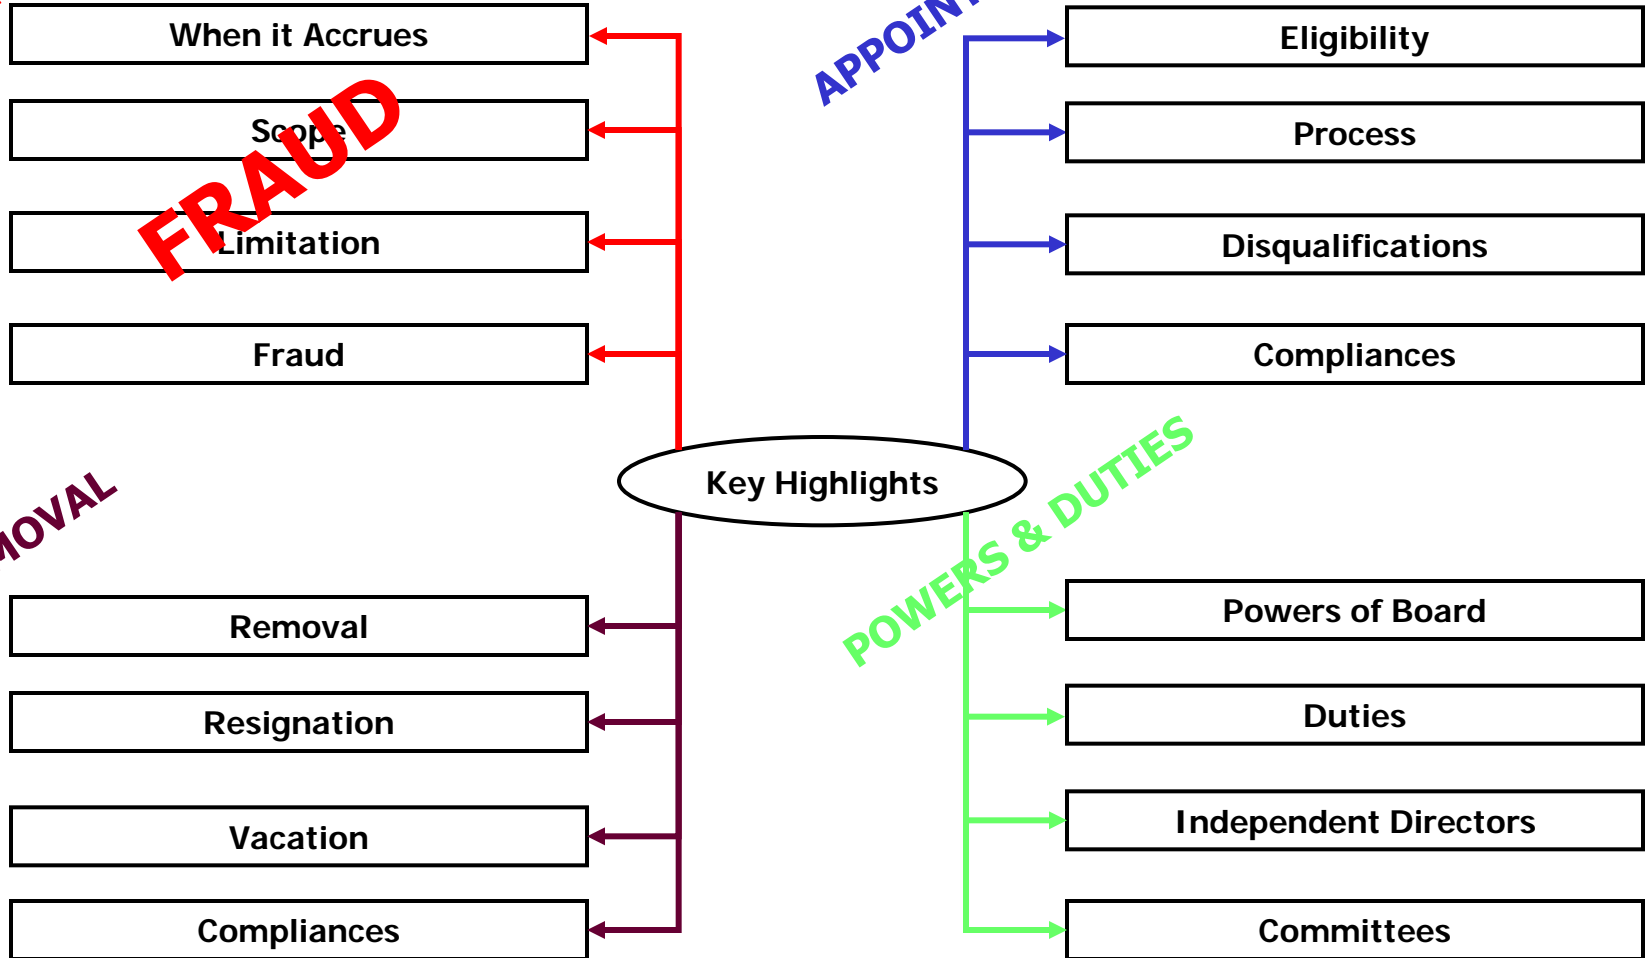 When it Accrues
Scope
Limitation
Fraud
FRAUD
APPOINT
Eligibility
Process
Disqualifications
Compliances
Key Highlights
MOVAL
Removal
Resignation
Vacation
Compliances
POWERS & DUTIES
Powers of Board
Duties
Independent Directors
Committees